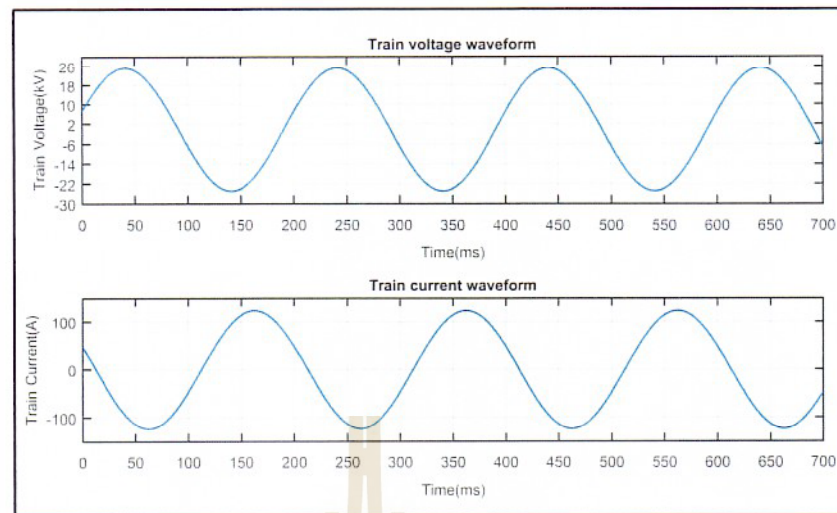 Train voltage waveform
26
18
10
2
-6
-14
-22
-30
Train Voltage(kV)
0 50 100 150 200 250 300 350 400 450 500 550 600 650 700
Time(ms)
Train current waveform
100
0
-100
Train Current(A)
0 50 100 150 200 250 300 350 400 450 500 550 600 650 700
Time(ms)